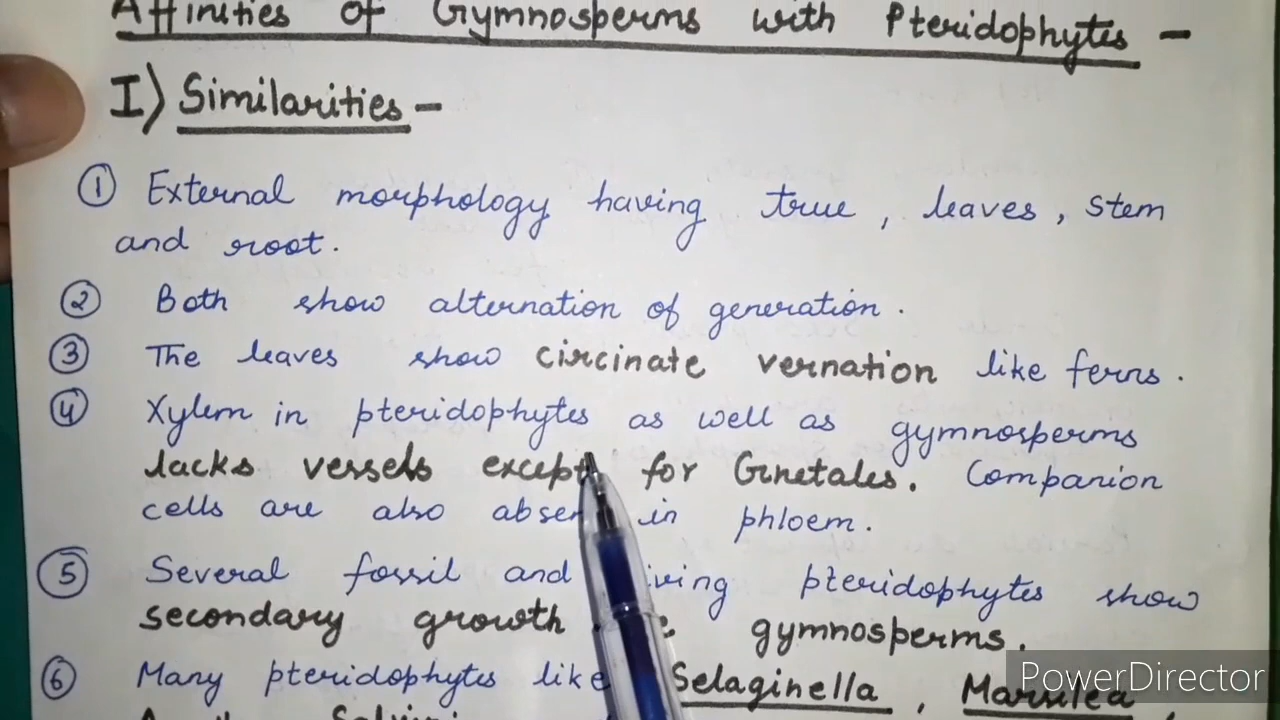 Affinities of Gymnosperms with Pteridophytes -
I) Similarities -
① External morphology having true, leaves, stem
and root.
② Both show alternation of generation.
③ The leaves show circinate vernation like ferns.
④ Xylem in pteridophytes as well as gymnosperms
lacks vessels except for Gnetales. Companion
cells are also absen in phloem.
⑤ Several fossil and iving pteridophytes show
secondary growth gymnosperms.
⑥ Many pteridophytes like Selaginella, Marsilea,
PowerDirector